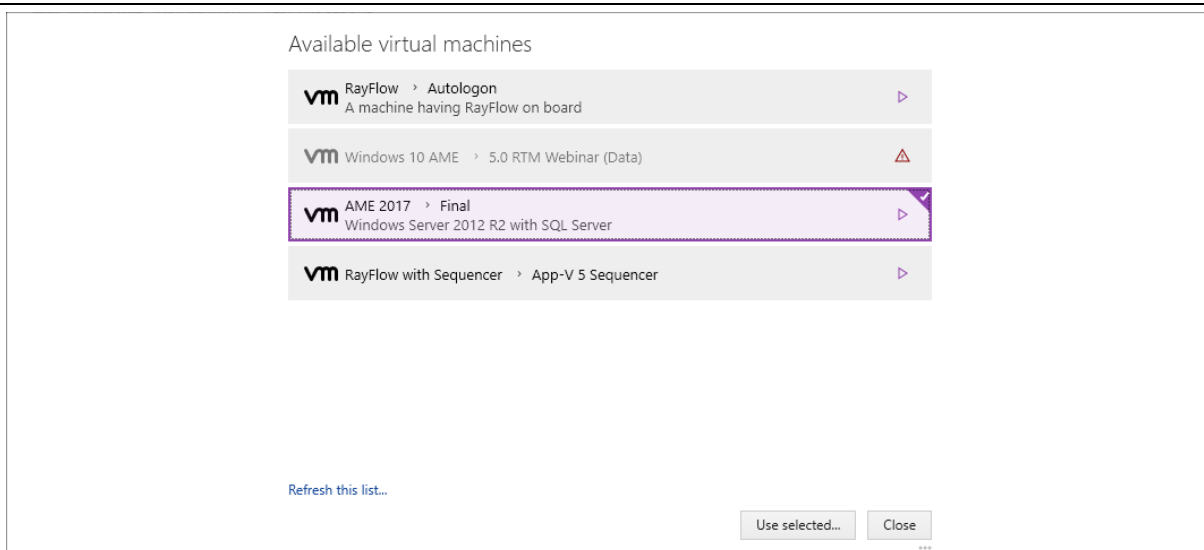 Available virtual machines
vm RayFlow › Autologon
A machine having RayFlow on board
vm Windows 10 AME › 5.0 RTM Webinar (Data)
vm AME 2017 › Final
Windows Server 2012 R2 with SQL Server
vm RayFlow with Sequencer › App-V 5 Sequencer
Refresh this list...
Use selected... Close